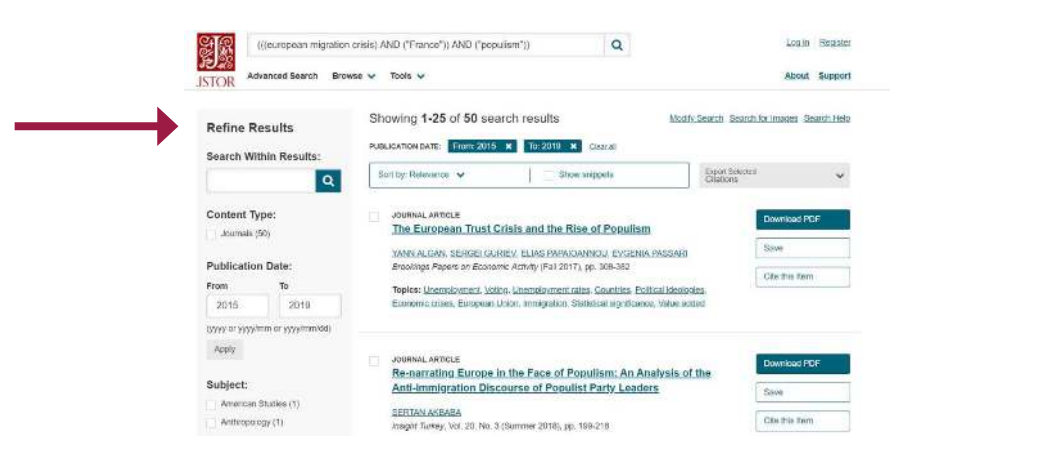 (((european migration crisis) AND ("France")) AND ("populism"))
Log in Register
JSTOR
Advanced Search Browse Tools
About Support
Refine Results
Search Within Results:
Content Type:
Journals (50)
Publication Date:
From To
2015 2019
(yyyy or yyyy/mm or yyyy/mm/dd)
Apply
Subject:
American Studies (1)
Anthropology (1)
Showing 1-25 of 50 search results
Modify Search Search for Images Search Help
PUBLICATION DATE: From: 2015 × To: 2019 × Clear all
Sort by: Relevance Show snippets
Export Selected
Citations
JOURNAL ARTICLE
The European Trust Crisis and the Rise of Populism
YANN ALGAN, SERGEI GURIEV, ELIAS PAPAIOANNOU, EVGENIA PASSARI
Brookings Papers on Economic Activity (Fall 2017), pp. 309-382
Topics: Unemployment, Voting, Unemployment rates, Countries, Political ideologies,
Economic crises, European Union, Immigration, Statistical significance, Value added
Download PDF
Save
Cite this Item
JOURNAL ARTICLE
Re-narrating Europe in the Face of Populism: An Analysis of the
Anti-immigration Discourse of Populist Party Leaders
SERTAN AKBABA
Insight Turkey, Vol. 20, No. 3 (Summer 2018), pp. 199-218
Download PDF
Save
Cite this Item